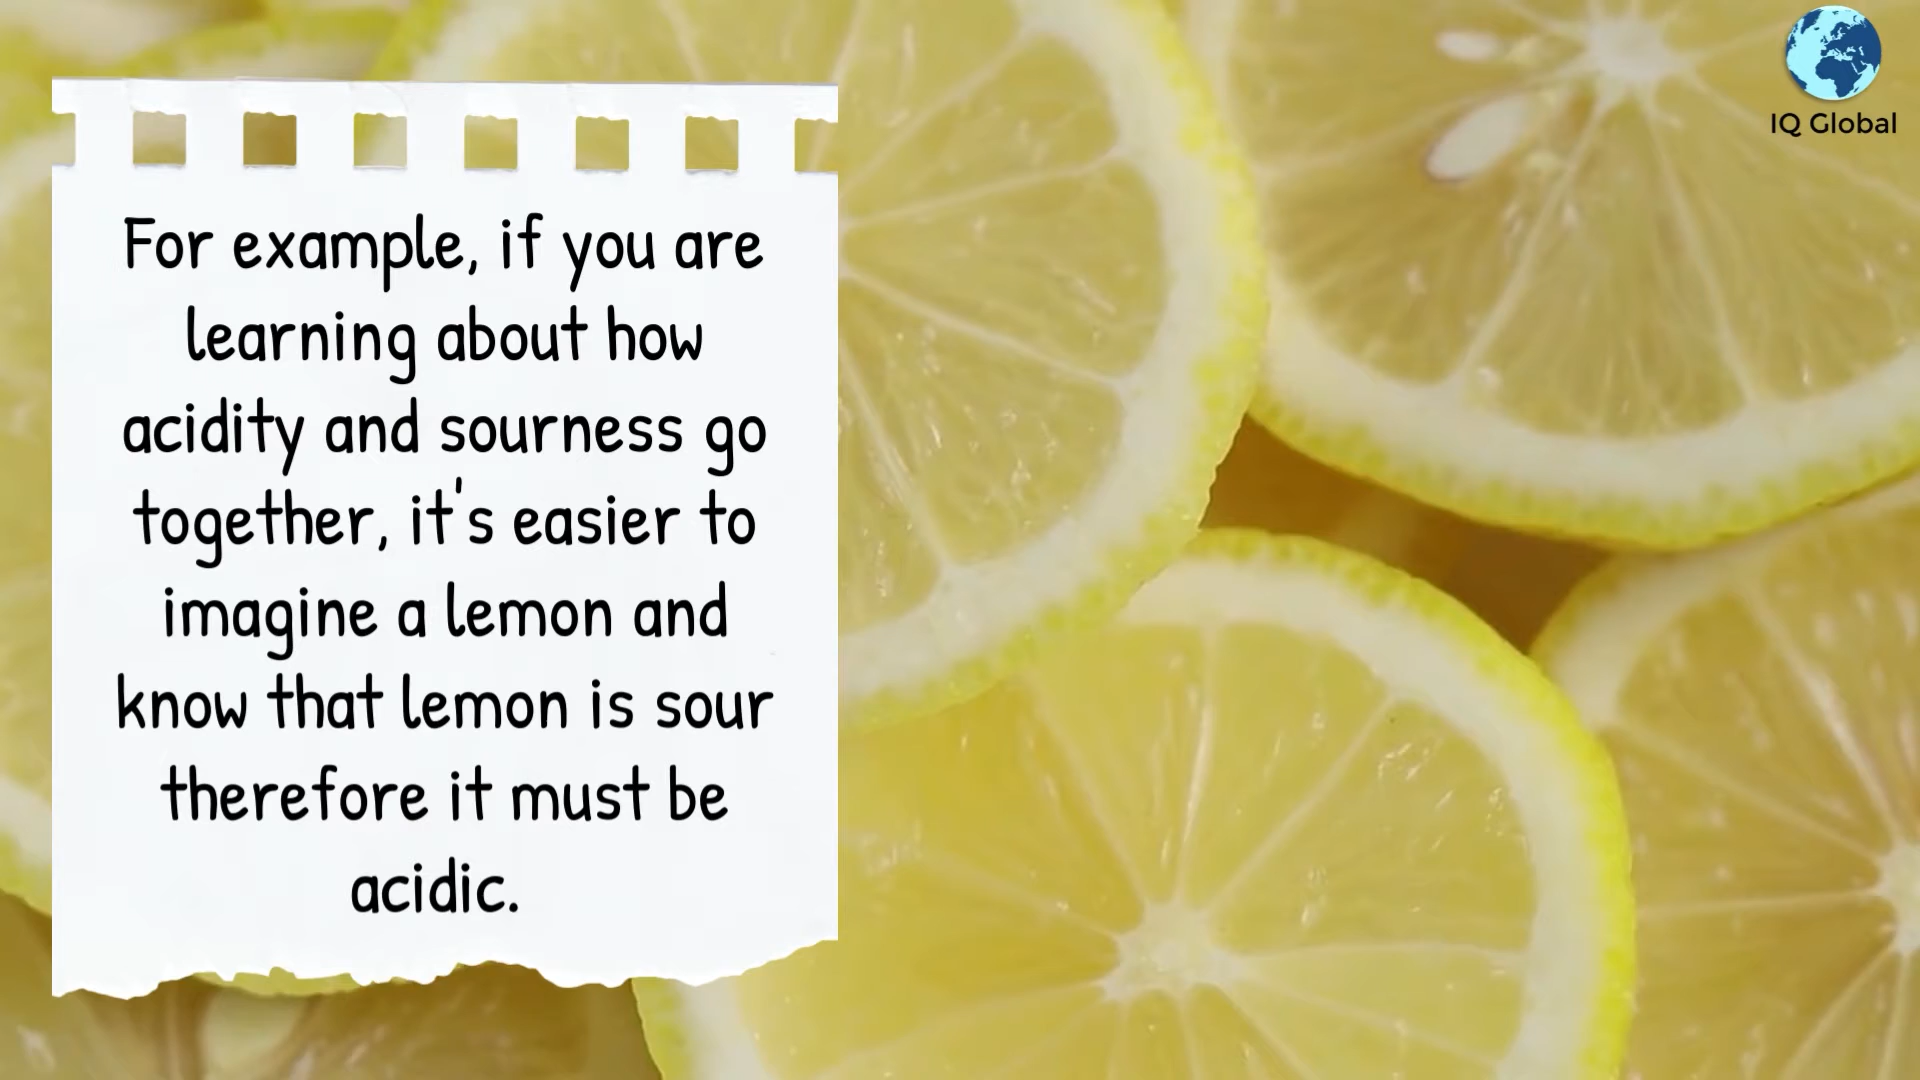 IQ Global
For example, if you are
learning about how
acidity and sourness go
together, it's easier to
imagine a lemon and
know that lemon is sour
therefore it must be
acidic.